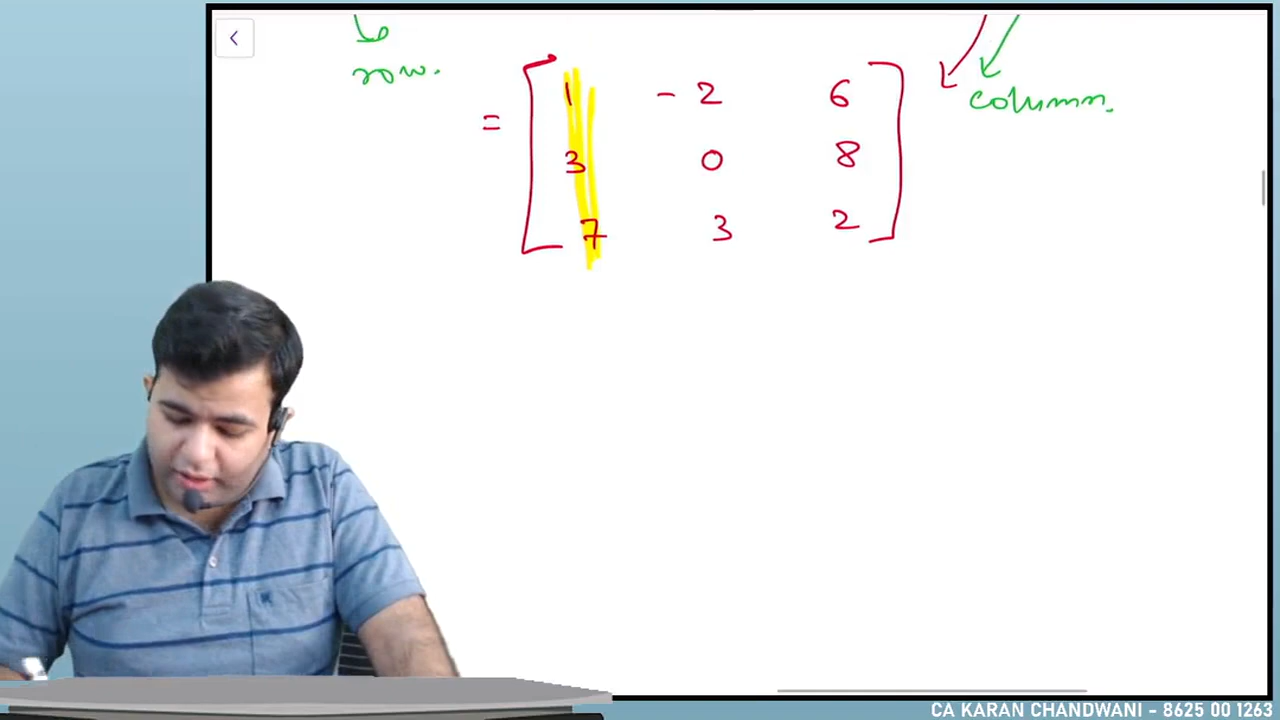 row.
column.
= [ 1 - 2 6
3 0 8
7 3 2 ]
CA KARAN CHANDWANI - 8625 00 1263